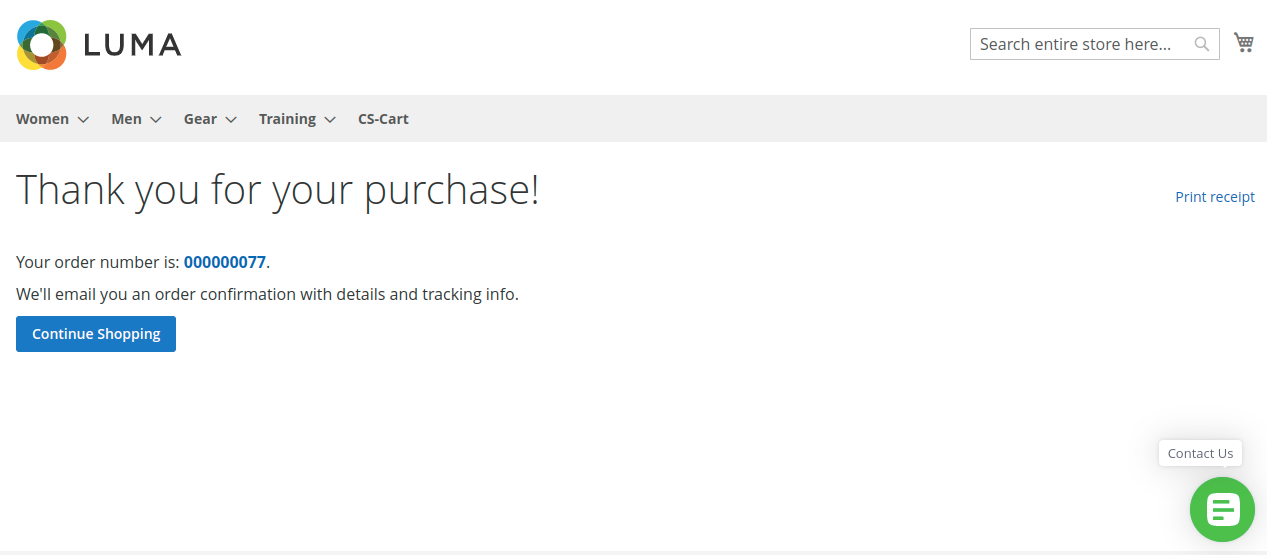 LUMA
Search entire store here...
Women Men Gear Training CS-Cart
Thank you for your purchase!
Print receipt
Your order number is: 000000077.
We'll email you an order confirmation with details and tracking info.
Continue Shopping
Contact Us